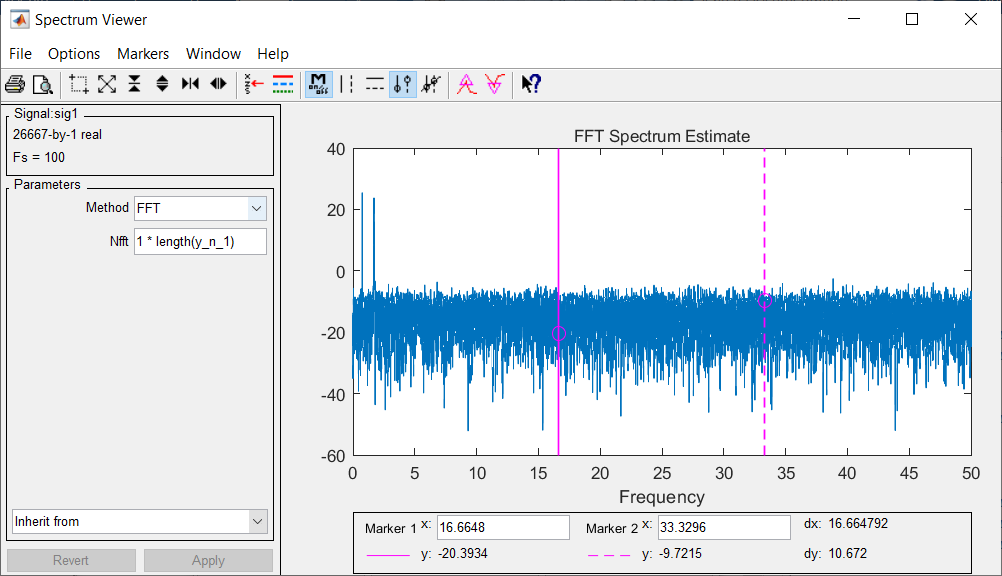 Spectrum Viewer
File Options Markers Window Help
Signal:sig1
26667-by-1 real
Fs = 100
Parameters
Method FFT
Nfft 1 * length(y_n_1)
Inherit from
Revert Apply
FFT Spectrum Estimate
40
20
0
-20
-40
-60
0 5 10 15 20 25 30 35 40 45 50
Frequency
Marker 1 x: 16.6648 Marker 2 x: 33.3296 dx: 16.664792
y: -20.3934 y: -9.7215 dy: 10.672